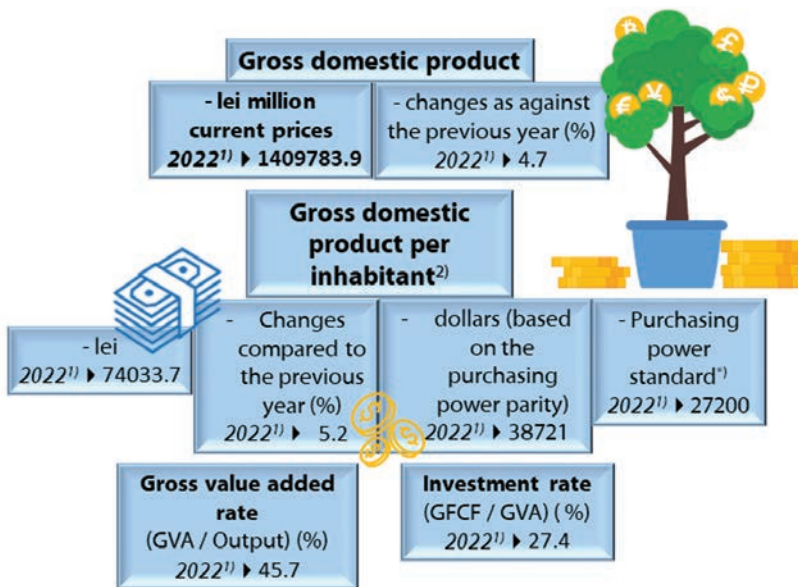 Gross domestic product
- lei million
current prices
2022¹⁾ ▶ 1409783.9
- changes as against
the previous year (%)
2022¹⁾ ▶ 4.7
Gross domestic
product per
inhabitant²⁾
- lei
2022¹⁾ ▶ 74033.7
- Changes
compared to
the previous
year (%)
2022¹⁾ ▶ 5.2
- dollars (based
on the
purchasing
power parity)
2022¹⁾ ▶ 38721
- Purchasing
power
standard*⁾
2022¹⁾ ▶ 27200
Gross value added
rate
(GVA / Output) (%)
2022¹⁾ ▶ 45.7
Investment rate
(GFCF / GVA) ( %)
2022¹⁾ ▶ 27.4